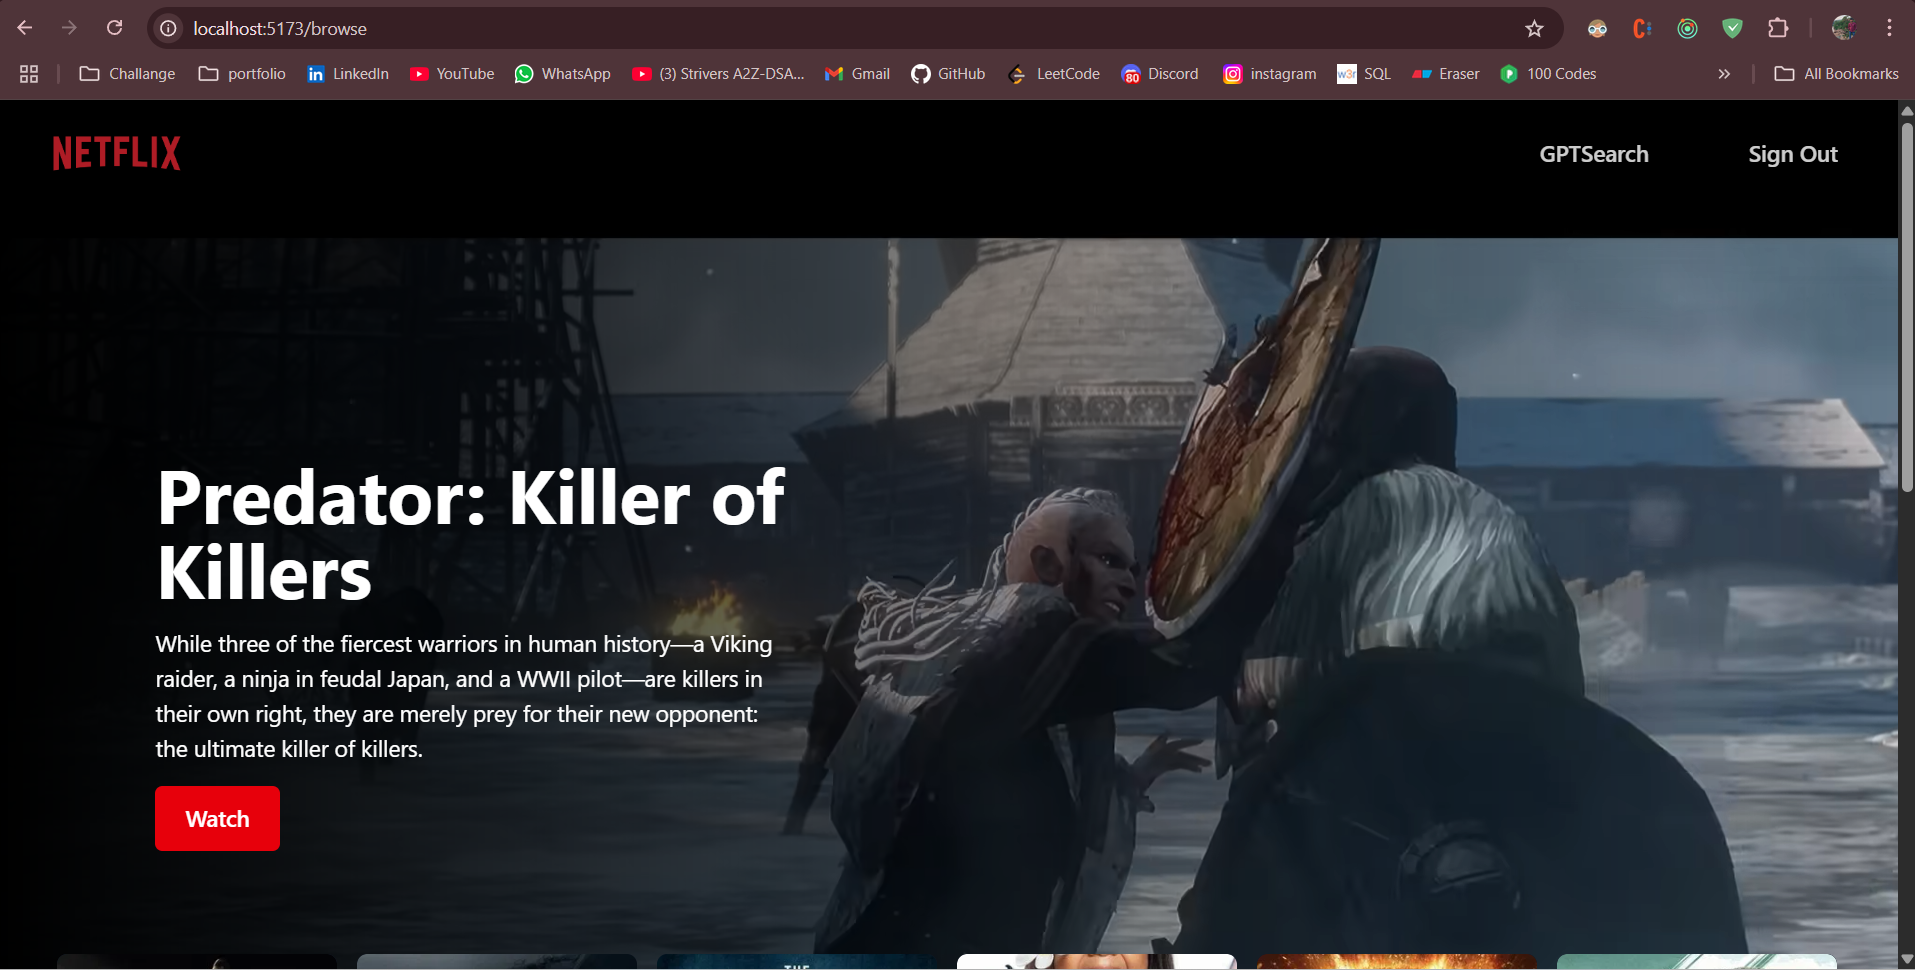 localhost:5173/browse
Challange
portfolio
LinkedIn
YouTube
WhatsApp
(3) Strivers A2Z-DSA...
Gmail
GitHub
LeetCode
80
Discord
instagram
w3r
SQL
Eraser
100 Codes
»
All Bookmarks
NETFLIX
GPTSearch
Sign Out
Predator: Killer of
Killers
While three of the fiercest warriors in human history—a Viking
raider, a ninja in feudal Japan, and a WWII pilot—are killers in
their own right, they are merely prey for their new opponent:
the ultimate killer of killers.
Watch
THE